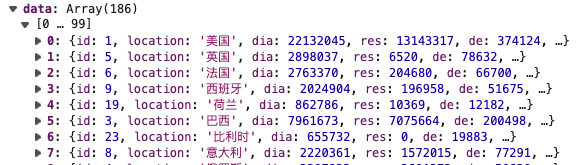 ▼ data: Array(186)
▼ [0 … 99]
▶ 0: {id: 1, location: '美国', dia: 22132045, res: 13143317, de: 374124, …}
▶ 1: {id: 5, location: '英国', dia: 2898037, res: 6520, de: 78632, …}
▶ 2: {id: 6, location: '法国', dia: 2763370, res: 204680, de: 66700, …}
▶ 3: {id: 9, location: '西班牙', dia: 2024904, res: 196958, de: 51675, …}
▶ 4: {id: 19, location: '荷兰', dia: 862786, res: 10369, de: 12182, …}
▶ 5: {id: 3, location: '巴西', dia: 7961673, res: 7075664, de: 200498, …}
▶ 6: {id: 23, location: '比利时', dia: 655732, res: 0, de: 19883, …}
▶ 7: {id: 8, location: '意大利', dia: 2220361, res: 1572015, de: 77291, …}